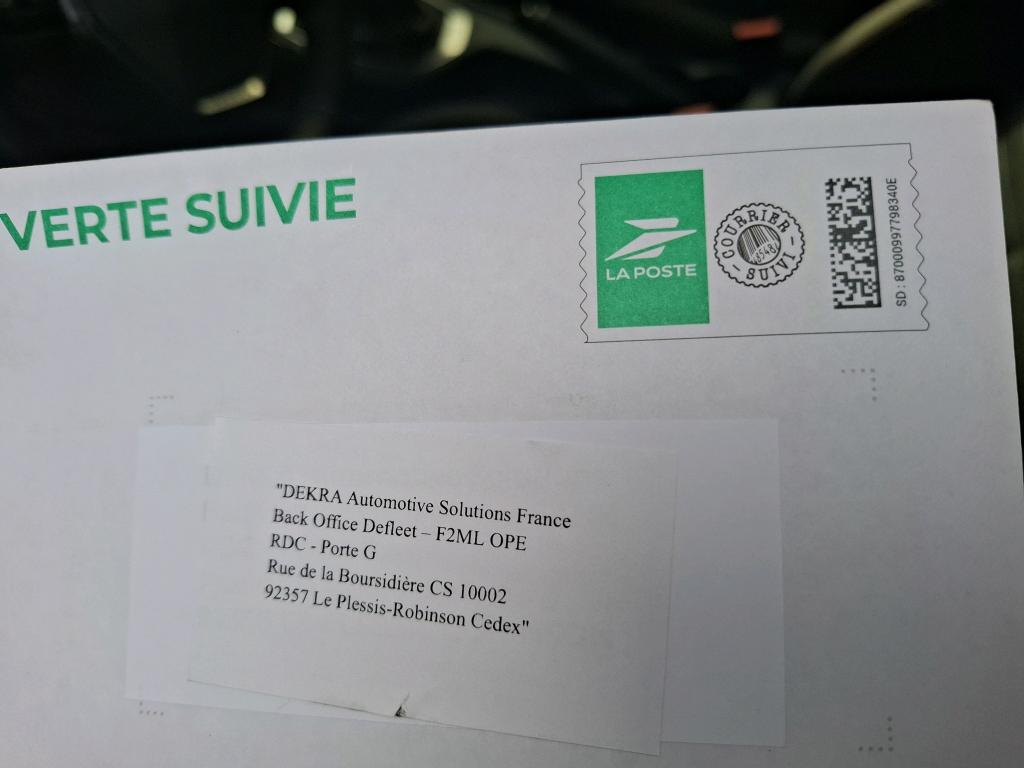 VERTE SUIVIE
LA POSTE
COURRIER
SUIVI
SD : 87000997798340E
"DEKRA Automotive Solutions France
Back Office Defleet – F2ML OPE
RDC - Porte G
Rue de la Boursidière CS 10002
92357 Le Plessis-Robinson Cedex"